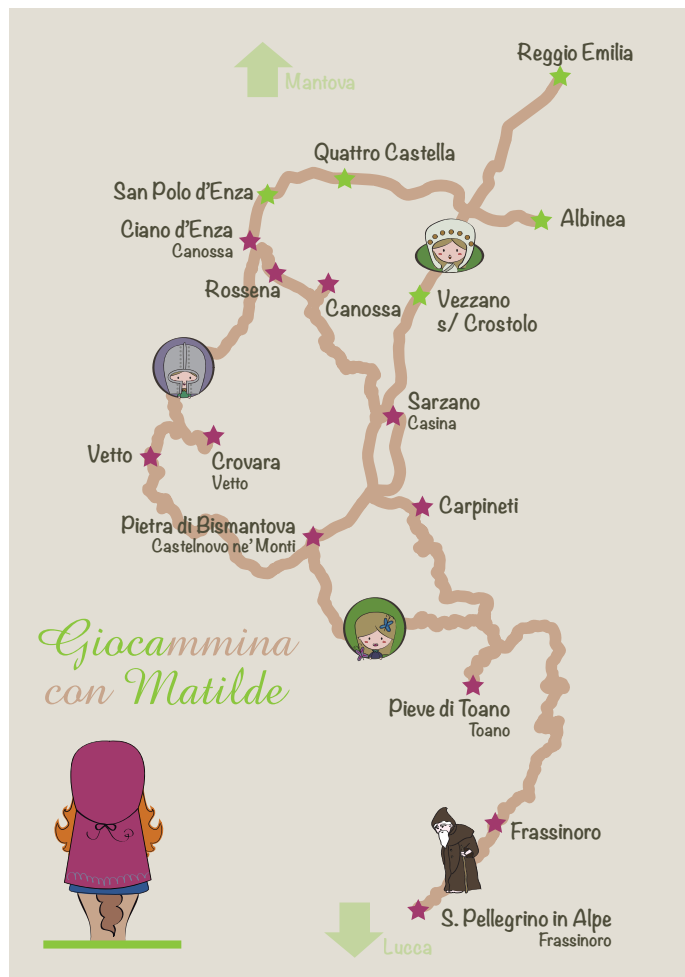 Reggio Emilia
Mantova
Quattro Castella
San Polo d'Enza
Albinea
Ciano d'Enza
Canossa
Rossena
Canossa
Vezzano
s/ Crostolo
Sarzano
Casina
Vetto
Crovara
Vetto
Carpineti
Pietra di Bismantova
Castelnovo ne' Monti
Giocammina
con Matilde
Pieve di Toano
Toano
Frassinoro
S. Pellegrino in Alpe
Frassinoro
Lucca